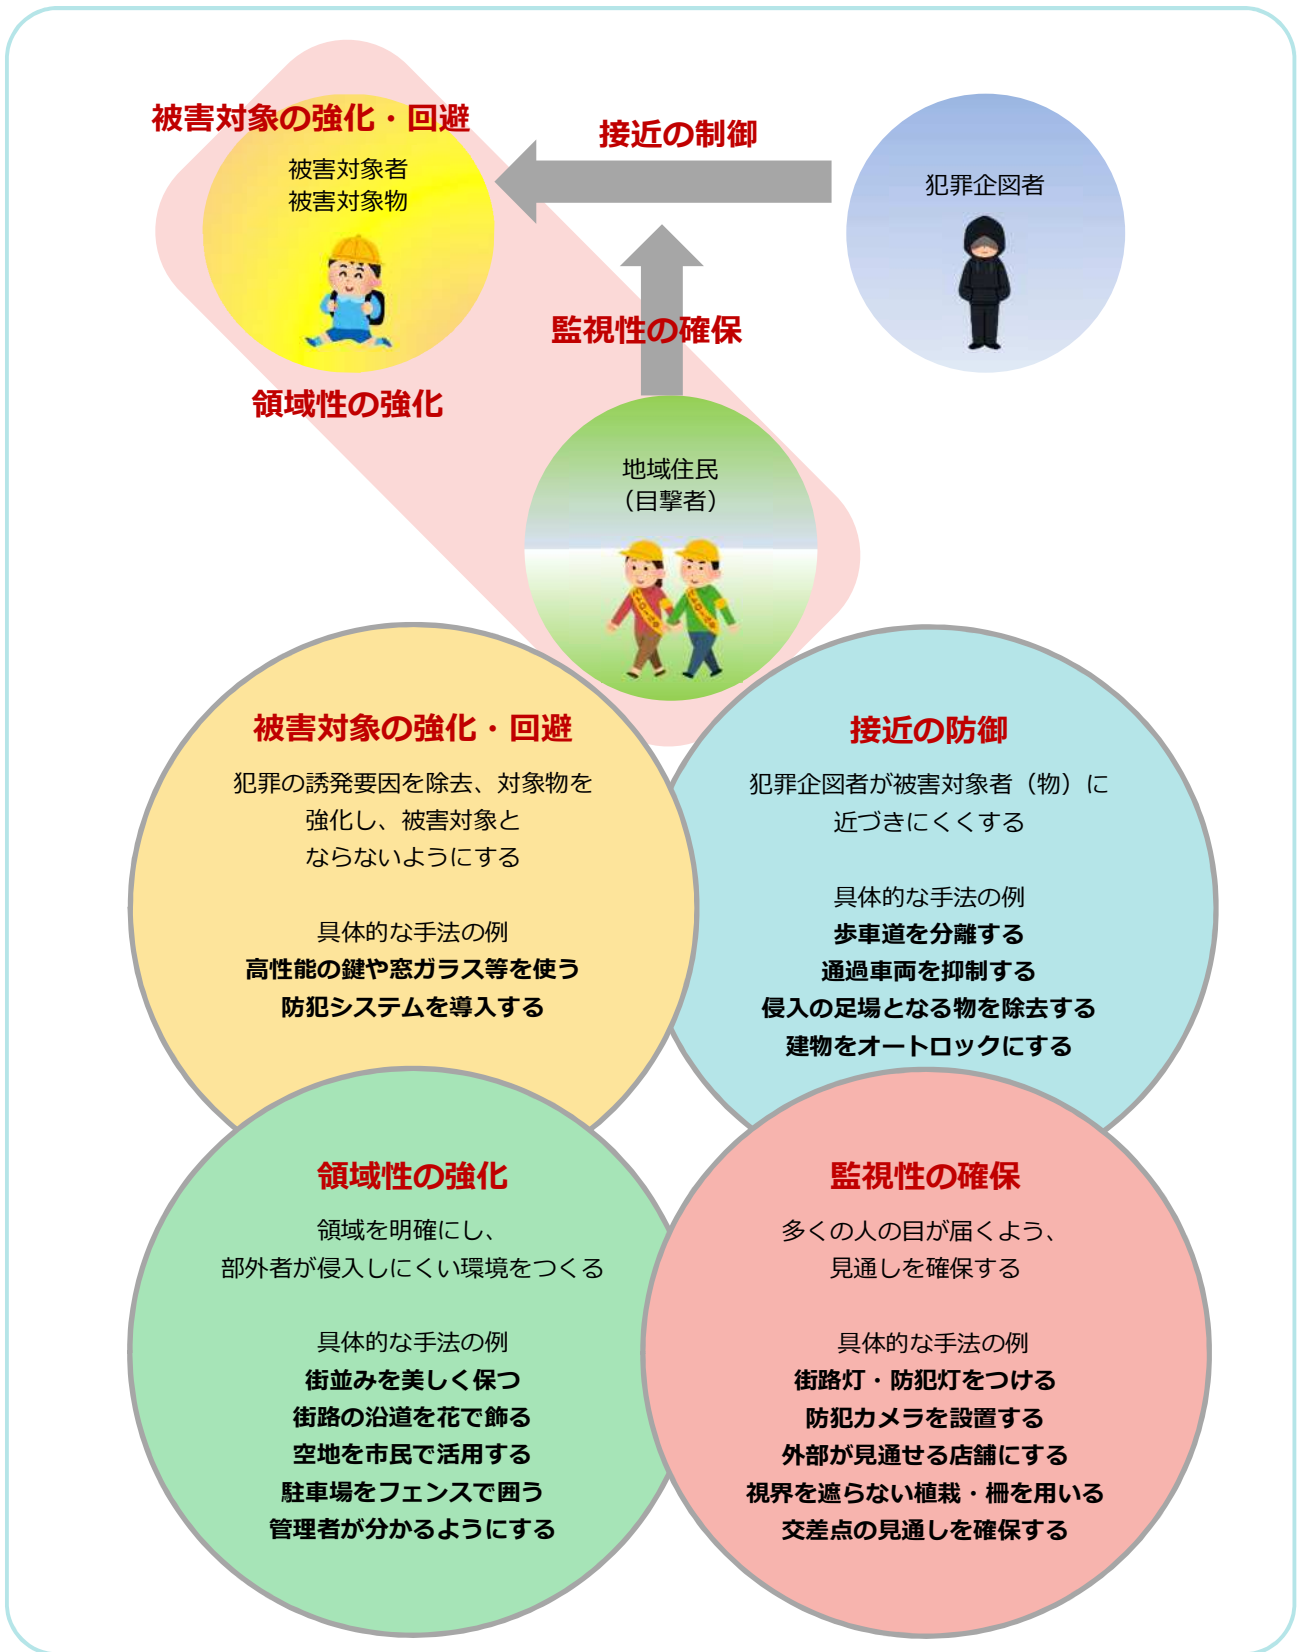 被害対象の強化・回避
被害対象者
被害対象物
接近の制御
犯罪企図者
監視性の確保
領域性の強化
地域住民
（目撃者）
被害対象の強化・回避
犯罪の誘発要因を除去、対象物を
強化し、被害対象と
ならないようにする
具体的な手法の例
高性能の鍵や窓ガラス等を使う
防犯システムを導入する
接近の防御
犯罪企図者が被害対象者（物）に
近づきにくくする
具体的な手法の例
歩車道を分離する
通過車両を抑制する
侵入の足場となる物を除去する
建物をオートロックにする
領域性の強化
領域を明確にし、
部外者が侵入しにくい環境をつくる
具体的な手法の例
街並みを美しく保つ
街路の沿道を花で飾る
空地を市民で活用する
駐車場をフェンスで囲う
管理者が分かるようにする
監視性の確保
多くの人の目が届くよう、
見通しを確保する
具体的な手法の例
街路灯・防犯灯をつける
防犯カメラを設置する
外部が見通せる店舗にする
視界を遮らない植栽・柵を用いる
交差点の見通しを確保する